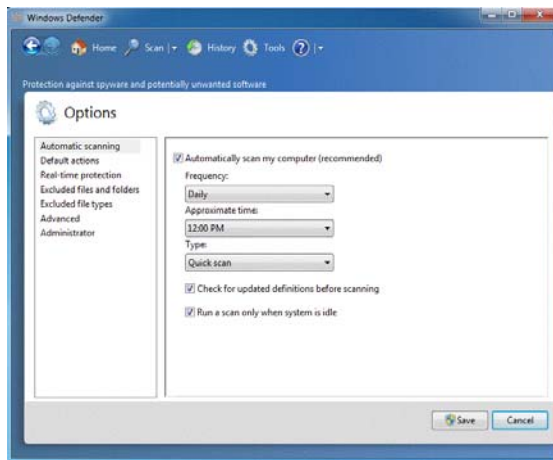 Windows Defender
Home Scan History Tools
Protection against spyware and potentially unwanted software
Options
Automatic scanning
Default actions
Real-time protection
Excluded files and folders
Excluded file types
Advanced
Administrator
Automatically scan my computer (recommended)
Frequency:
Daily
Approximate time:
12:00 PM
Type:
Quick scan
Check for updated definitions before scanning
Run a scan only when system is idle
Save Cancel